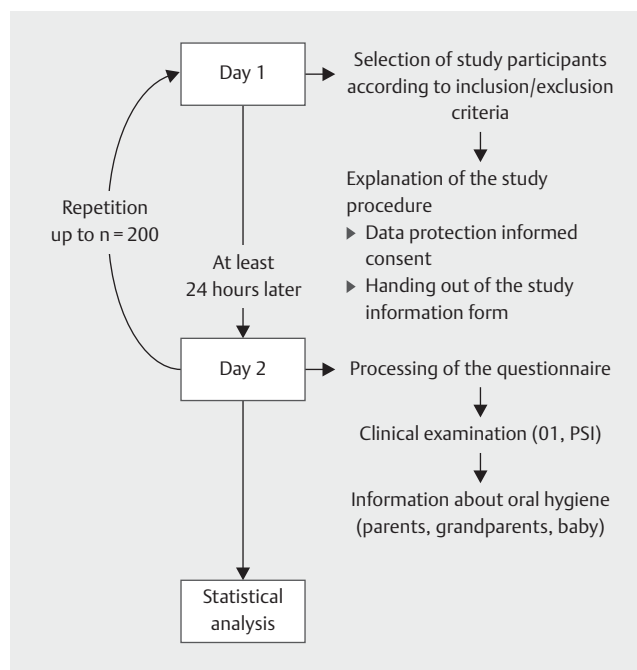 Day 1
Selection of study participants
according to inclusion/exclusion
criteria
Explanation of the study
procedure
▶ Data protection informed
consent
▶ Handing out of the study
information form
Repetition
up to n = 200
At least
24 hours later
Day 2
Processing of the questionnaire
Clinical examination (01, PSI)
Information about oral hygiene
(parents, grandparents, baby)
Statistical
analysis